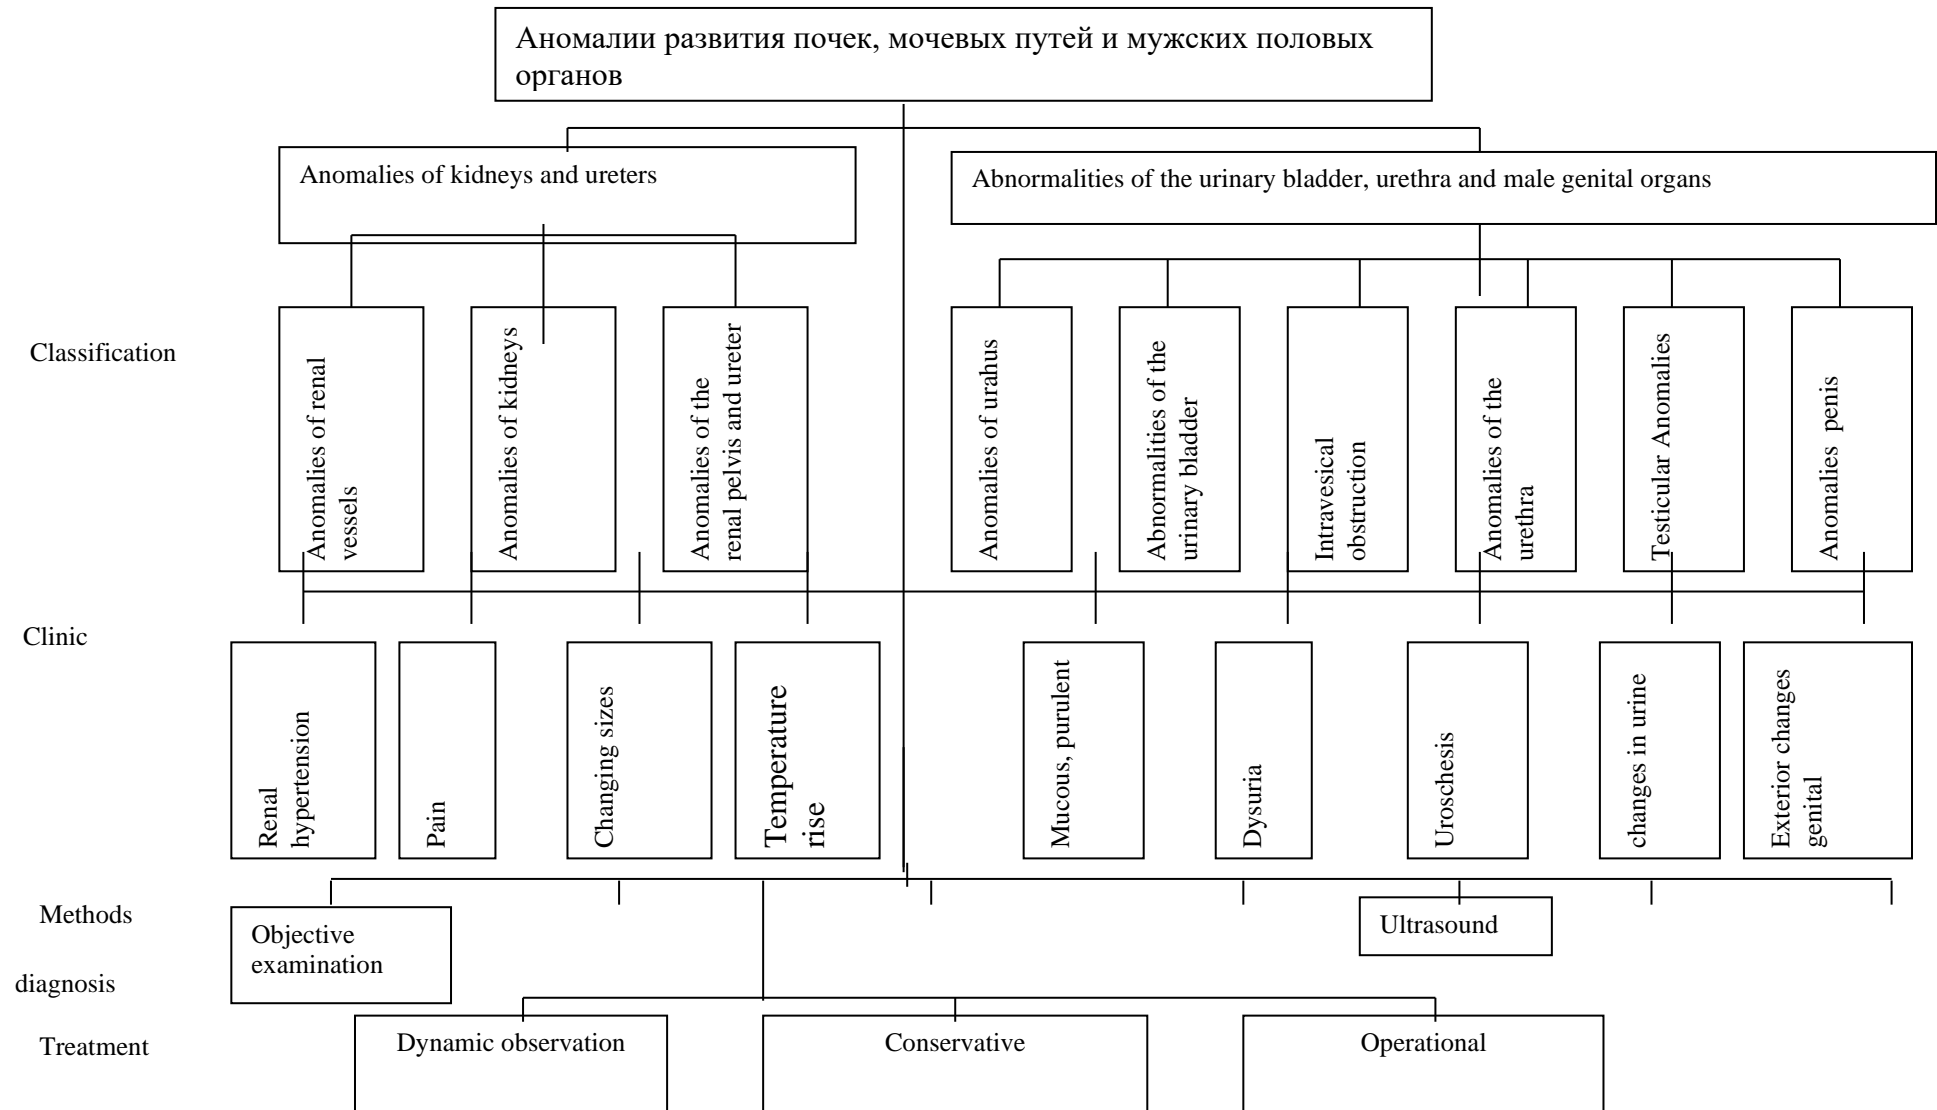 Аномалии развития почек, мочевых путей и мужских половых
органов
Anomalies of kidneys and ureters
Abnormalities of the urinary bladder, urethra and male genital organs
Classification
Anomalies of renal
vessels
Anomalies of kidneys
Anomalies of the
renal pelvis and ureter
Anomalies of urahus
Abnormalities of the
urinary bladder
Intravesical
obstruction
Anomalies of the
urethra
Testicular Anomalies
Anomalies penis
Clinic
Renal
hypertension
Pain
Changing sizes
Temperature
rise
Mucous, purulent
Dysuria
Uroschesis
changes in urine
Exterior changes
genital
Methods
diagnosis
Objective
examination
Ultrasound
Treatment
Dynamic observation
Conservative
Operational